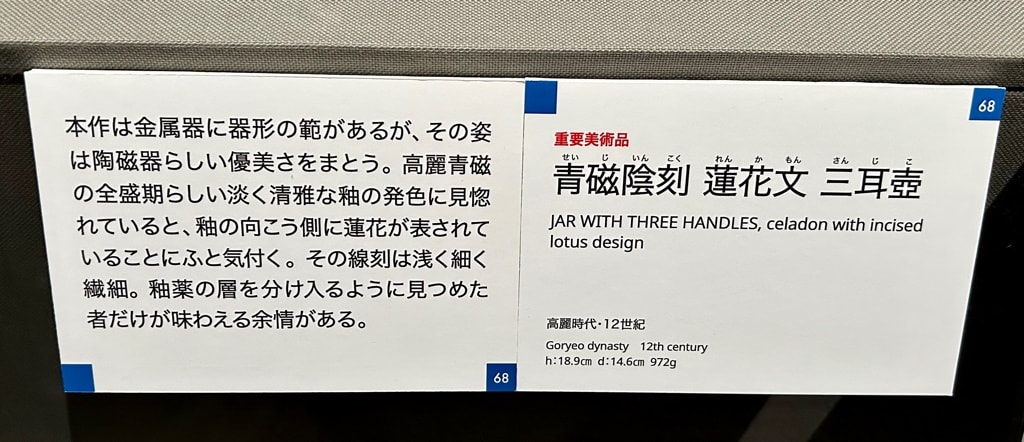 本作は金属器に器形の範があるが、その姿
は陶磁器らしい優美さをまとう。高麗青磁
の全盛期らしい淡く清雅な釉の発色に見惚
れていると、釉の向こう側に蓮花が表されて
いることにふと気付く。その線刻は浅く細く
繊細。釉薬の層を分け入るように見つめた
者だけが味わえる余情がある。
68
68
重要美術品
せい じ いん こく れん か もん さん じ こ
青磁陰刻 蓮花文 三耳壺
JAR WITH THREE HANDLES, celadon with incised
lotus design
高麗時代・12世紀
Goryeo dynasty 12th century
h:18.9㎝ d:14.6㎝ 972g